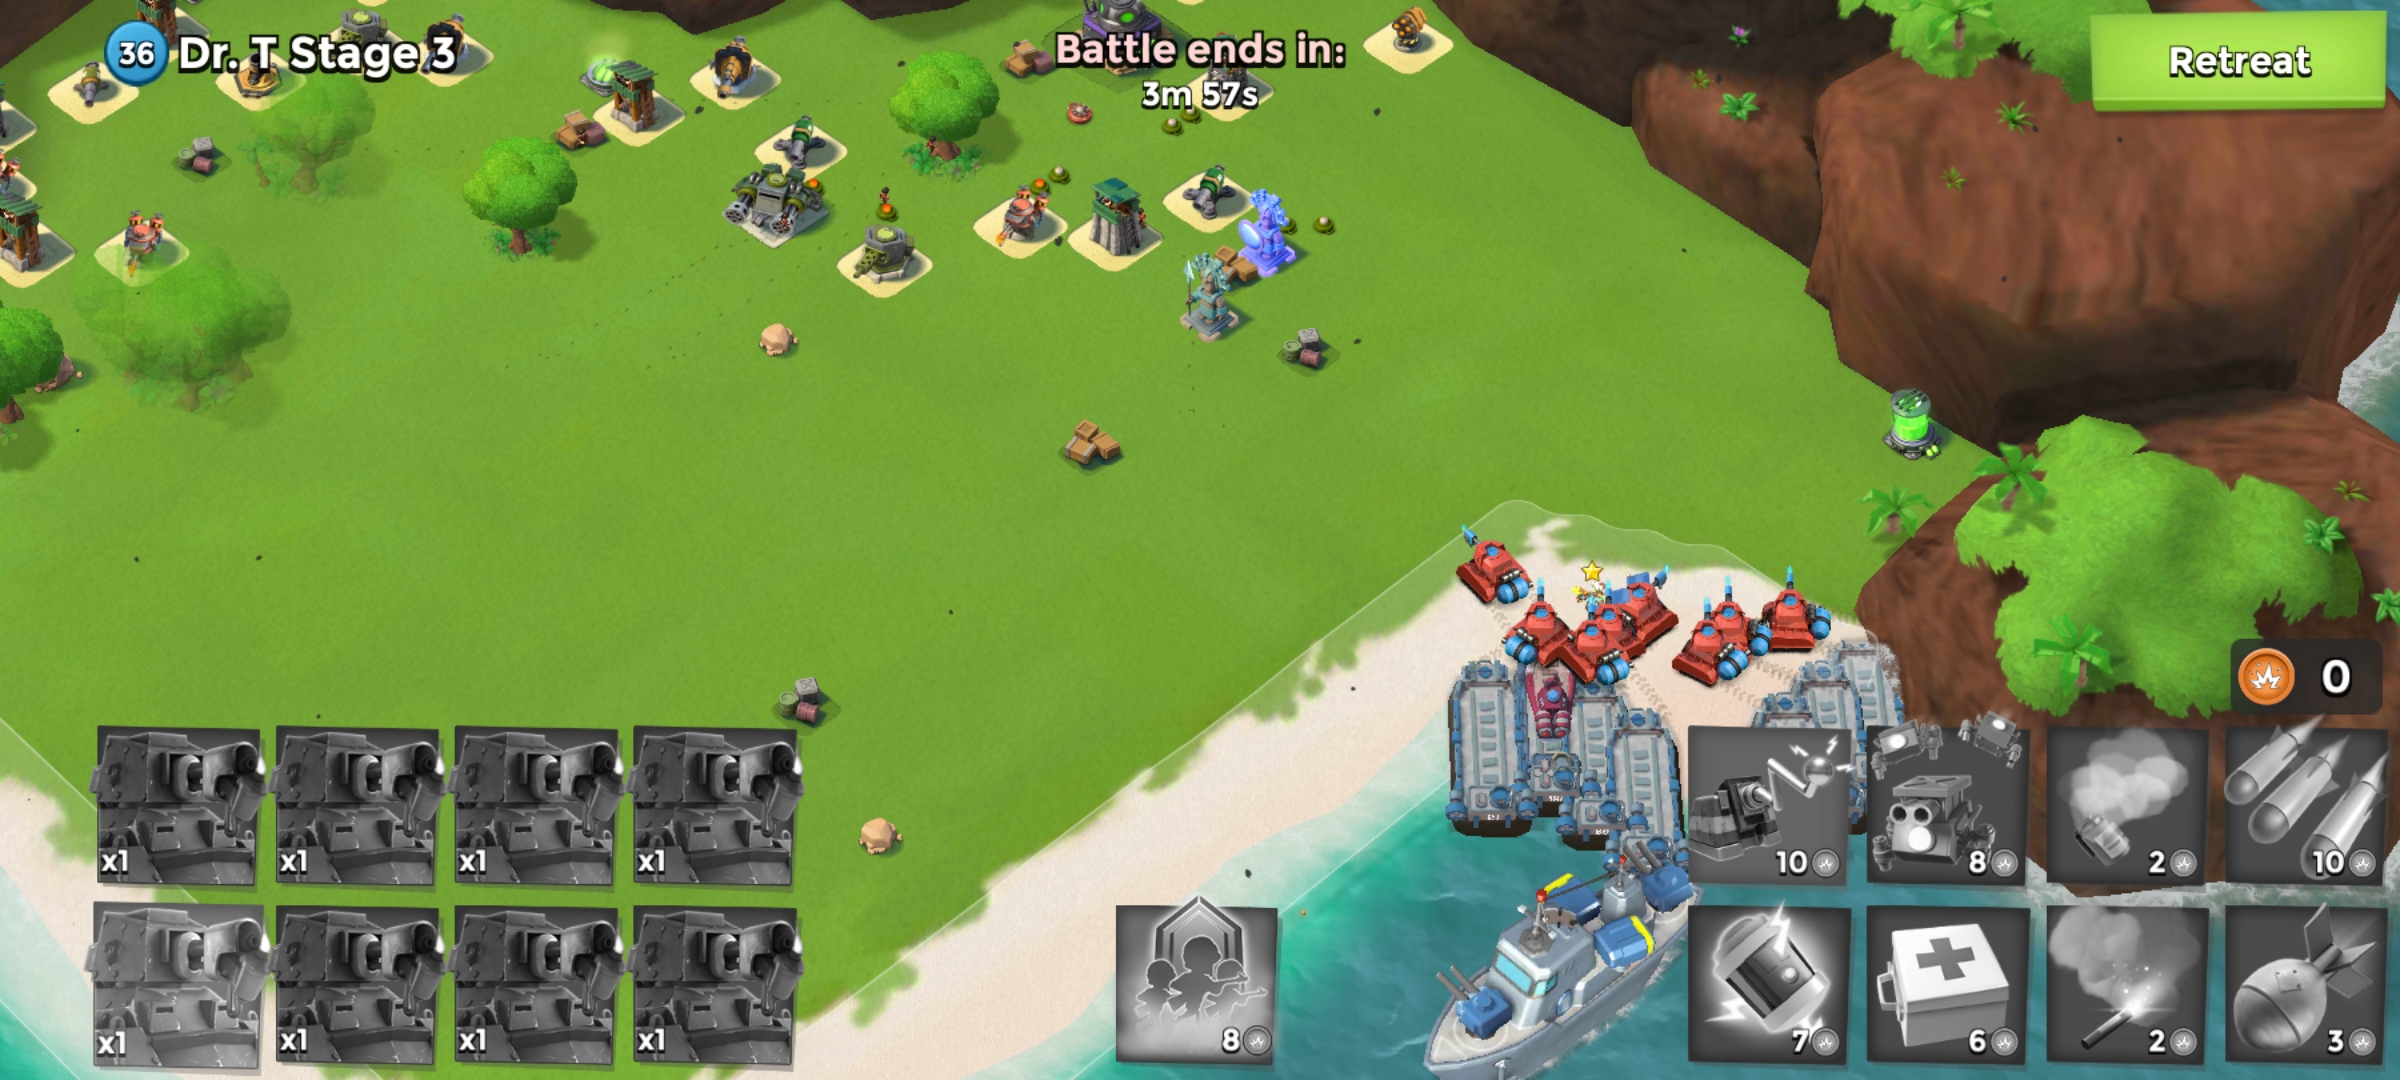 36 Dr. T Stage 3
Battle ends in:
3m 57s
Retreat
0
x1 x1 x1 x1
10 8 2 10
x1 x1 x1 x1
8
7 6 2 3